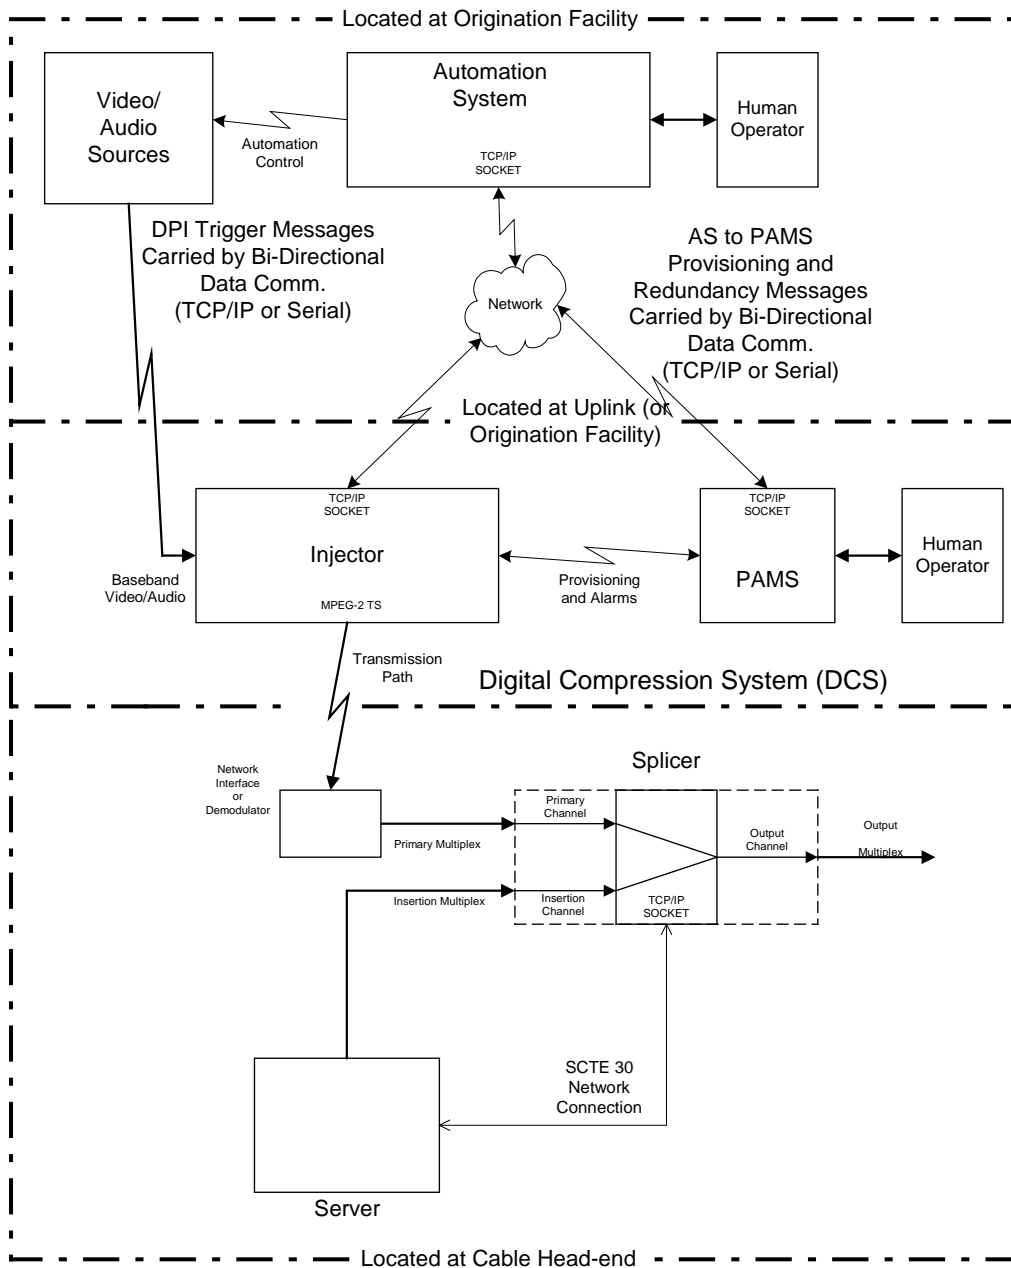 Located at Origination Facility
Video/
Audio
Sources
Automation
System
Human
Operator
Automation
Control
TCP/IP
SOCKET
DPI Trigger Messages
Carried by Bi-Directional
Data Comm.
(TCP/IP or Serial)
AS to PAMS
Provisioning and
Redundancy Messages
Carried by Bi-Directional
Data Comm.
(TCP/IP or Serial)
Network
Located at Uplink (or
Origination Facility)
TCP/IP
SOCKET
Injector
MPEG-2 TS
TCP/IP
SOCKET
PAMS
Human
Operator
Baseband
Video/Audio
Provisioning
and Alarms
Transmission
Path
Digital Compression System (DCS)
Network
Interface
or
Demodulator
Splicer
Primary
Channel
Primary Multiplex
Output
Channel
Output
Multiplex
Insertion Multiplex
Insertion
Channel
TCP/IP
SOCKET
SCTE 30
Network
Connection
Server
Located at Cable Head-end